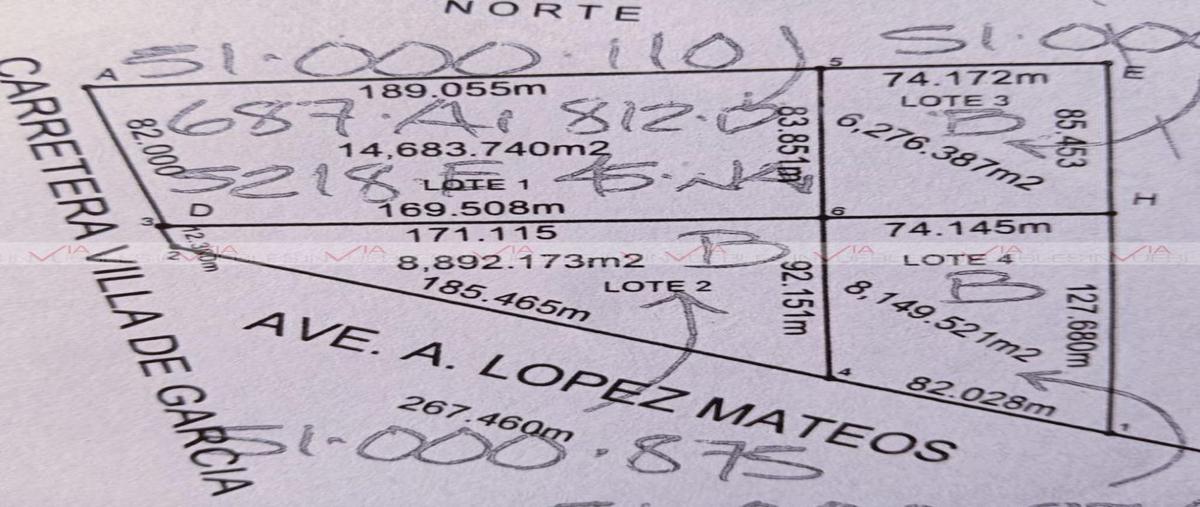 NORTE
51.000.110
A
5
E
189.055m
74.172m
LOTE 3
82.000
687.A1 812.B
83.851m
85.453
14,683.740m2
B
6,276.387m2
LOTE 1
D
3
169.508m
6
H
2
171.115
74.145m
8,892.173m2
B
92.151m
LOTE 4
LOTE 2
B
185.465m
8,149.521m2
127.680m
4
82.028m
1
CARRETERA VILLA DE GARCIA
AVE. A. LOPEZ MATEOS
267.460m
51.000.875